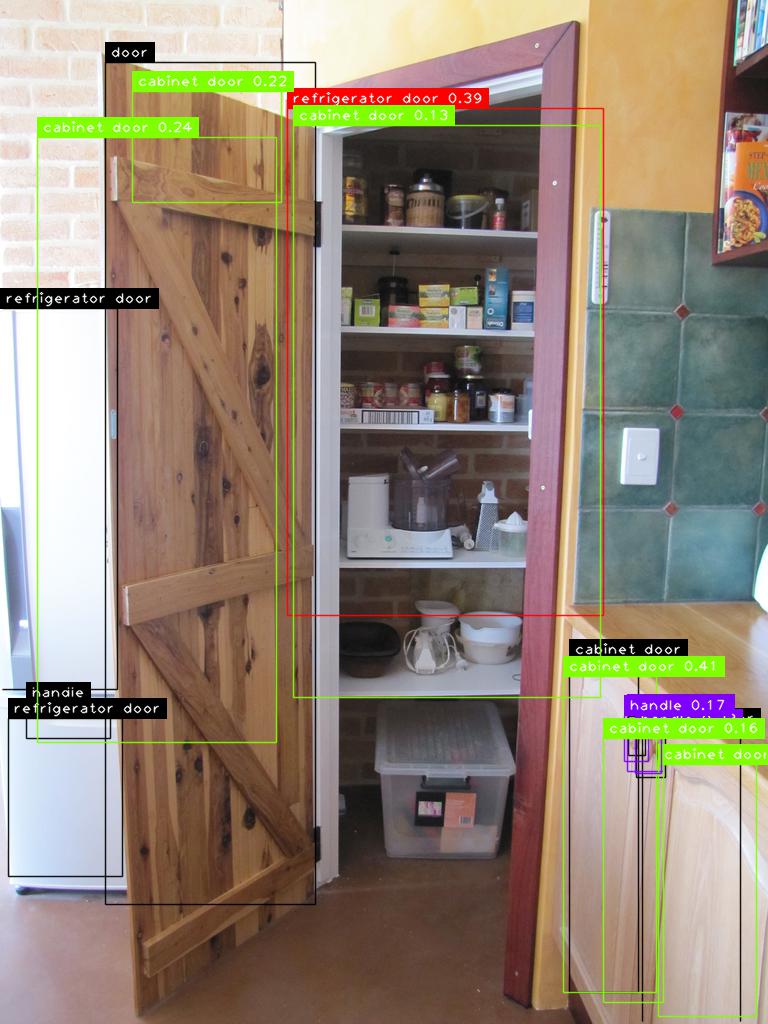 door
cabinet door 0.22
refrigerator door 0.39
cabinet door 0.13
cabinet door 0.24
refrigerator door
cabinet door
cabinet door 0.41
handle
refrigerator door
handle 0.17
cabinet door 0.16
cabinet door